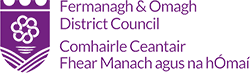 Fermanagh & Omagh
District Council
Comhairle Ceantair
Fhear Manach agus na hÓmaí